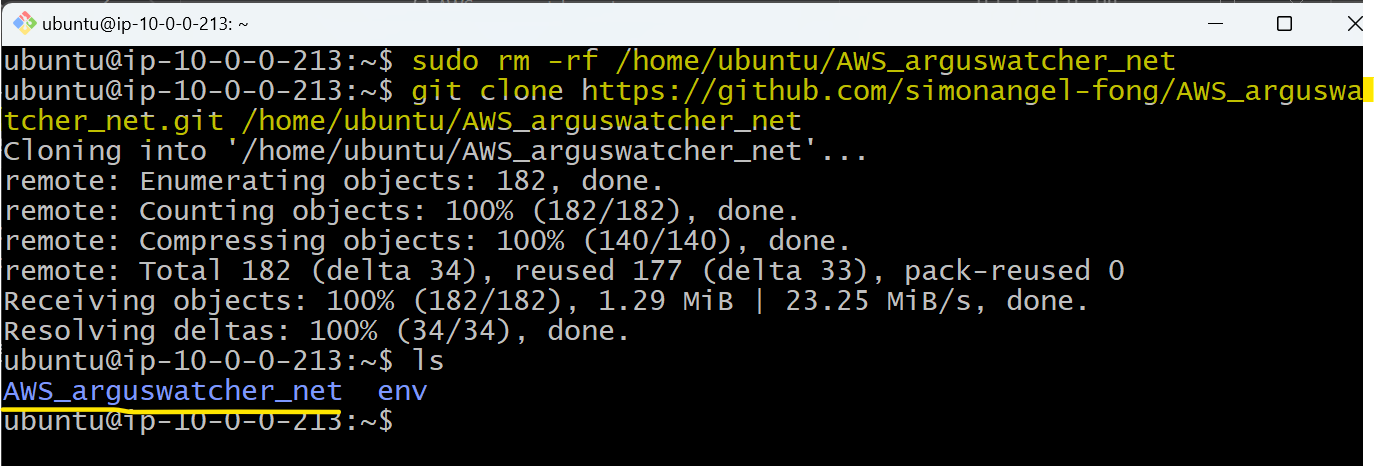 ubuntu@ip-10-0-0-213: ~
ubuntu@ip-10-0-0-213:~$ sudo rm -rf /home/ubuntu/AWS_arguswatcher_net
ubuntu@ip-10-0-0-213:~$ git clone https://github.com/simonangel-fong/AWS_arguswa
tcher_net.git /home/ubuntu/AWS_arguswatcher_net
Cloning into '/home/ubuntu/AWS_arguswatcher_net'...
remote: Enumerating objects: 182, done.
remote: Counting objects: 100% (182/182), done.
remote: Compressing objects: 100% (140/140), done.
remote: Total 182 (delta 34), reused 177 (delta 33), pack-reused 0
Receiving objects: 100% (182/182), 1.29 MiB | 23.25 MiB/s, done.
Resolving deltas: 100% (34/34), done.
ubuntu@ip-10-0-0-213:~$ ls
AWS_arguswatcher_net  env
ubuntu@ip-10-0-0-213:~$